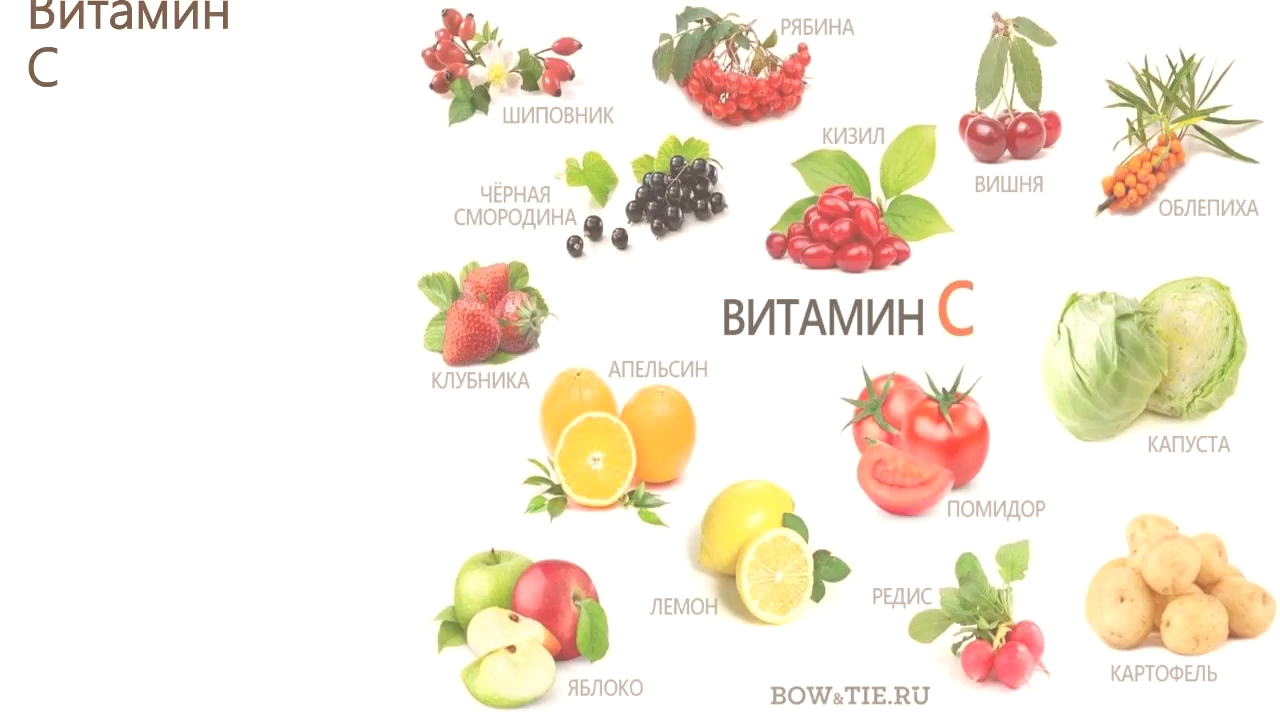 Витамин
С
РЯБИНА
ШИПОВНИК
КИЗИЛ
ВИШНЯ
ЧЁРНАЯ
СМОРОДИНА
ОБЛЕПИХА
ВИТАМИН С
КЛУБНИКА
АПЕЛЬСИН
КАПУСТА
ПОМИДОР
ЛЕМОН
РЕДИС
ЯБЛОКО
КАРТОФЕЛЬ
BOW&TIE.RU